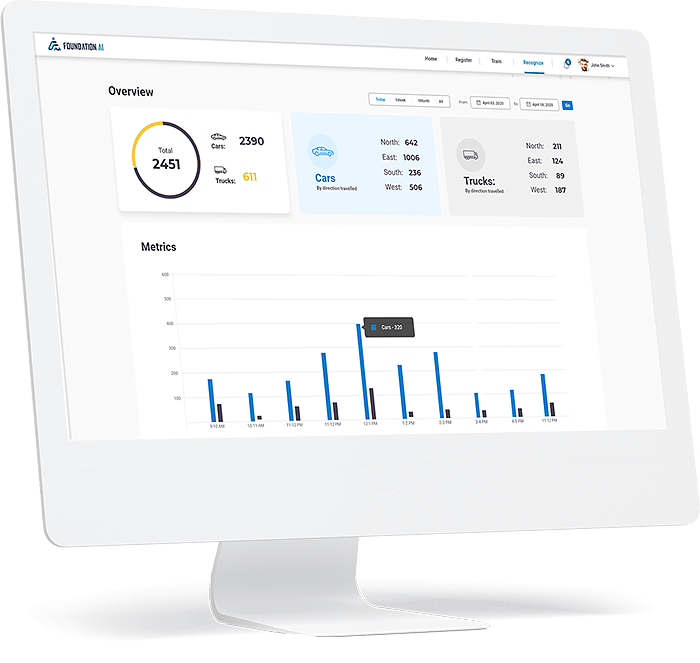 FOUNDATION AI
Home Register Train Recognize John Smith
Overview
Today 1 Week 1 Month All From April 03, 2020 To April 04, 2020 Go
Total
2451
Cars: 2390
Trucks: 611
Cars
By direction travelled
North: 642
East: 1006
South: 236
West: 506
Trucks:
By direction travelled
North: 211
East: 124
South: 89
West: 187
Metrics
600
500
400
300
200
100
Cars - 320
9-10 AM 10-11 AM 11-12 PM 11-12 PM 12-1 PM 1-2 PM 2-3 PM 3-4 PM 4-5 PM 11-12 PM